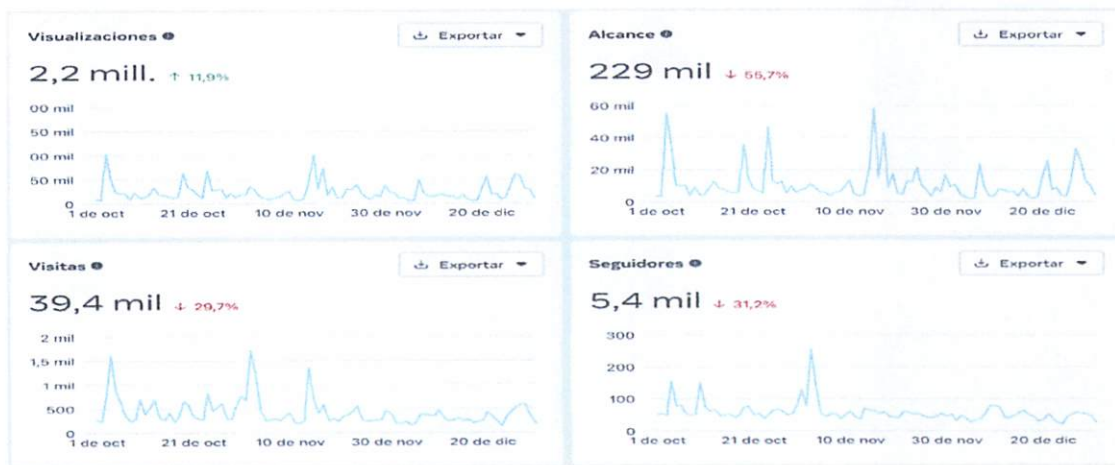 Visualizaciones
Exportar
2,2 mill. ↑ 11,9%
00 mil
50 mil
00 mil
50 mil
0
1 de oct 21 de oct 10 de nov 30 de nov 20 de dic
Alcance
Exportar
229 mil ↓ 55,7%
60 mil
40 mil
20 mil
0
1 de oct 21 de oct 10 de nov 30 de nov 20 de dic
Visitas
Exportar
39,4 mil ↓ 29,7%
2 mil
1,5 mil
1 mil
500
0
1 de oct 21 de oct 10 de nov 30 de nov 20 de dic
Seguidores
Exportar
5,4 mil ↓ 31,2%
300
200
100
0
1 de oct 21 de oct 10 de nov 30 de nov 20 de dic